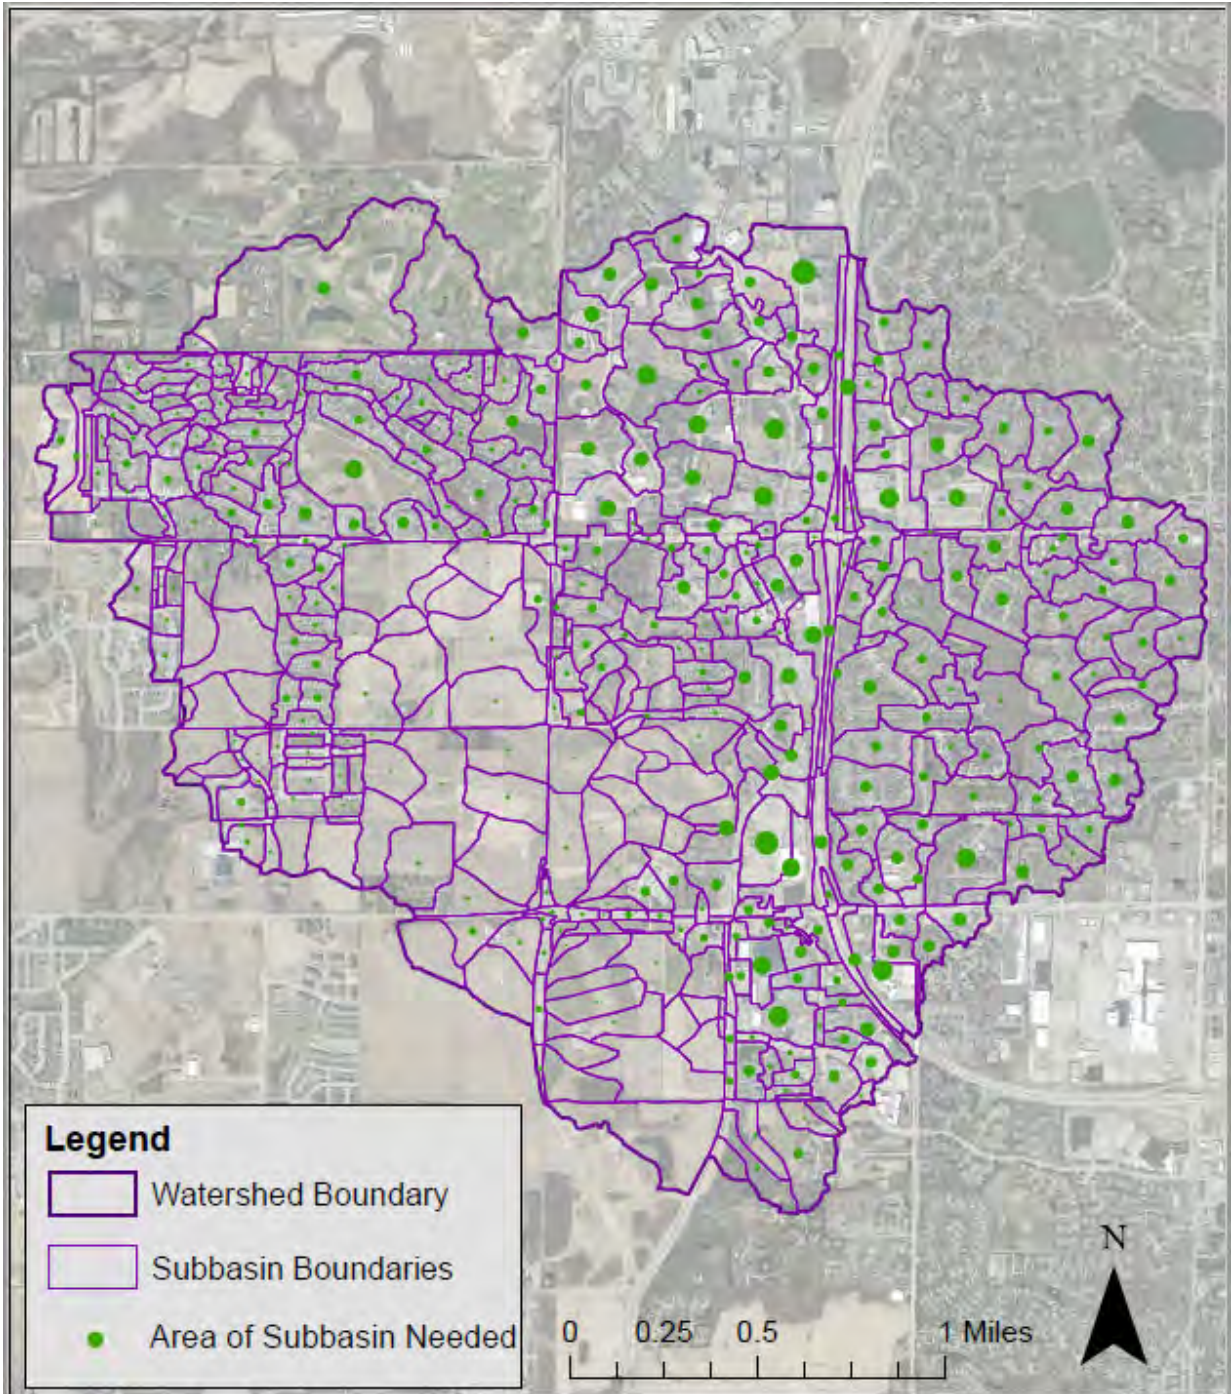 N
Legend
Watershed Boundary
Subbasin Boundaries
Area of Subbasin Needed
0 0.25 0.5 1 Miles